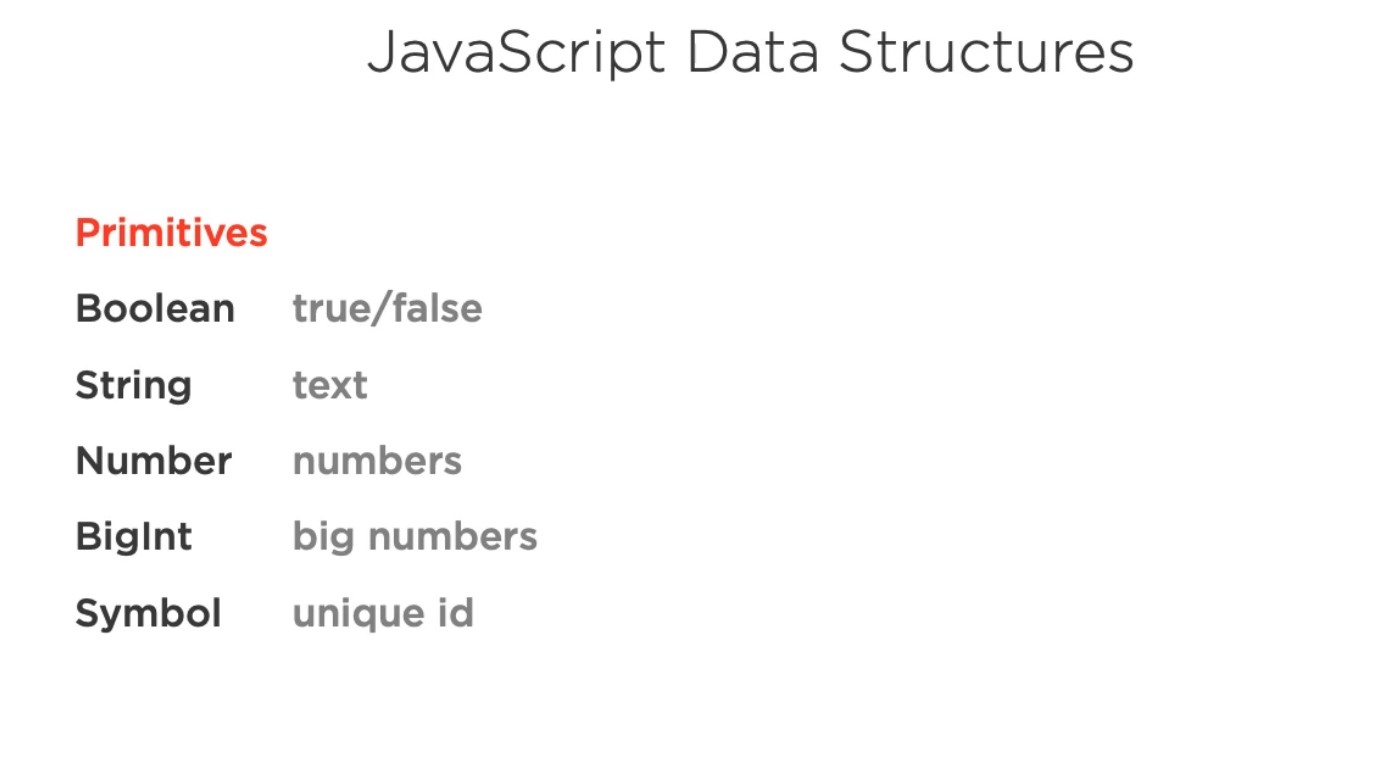 JavaScript Data Structures
Primitives
Boolean true/false
String text
Number numbers
BigInt big numbers
Symbol unique id